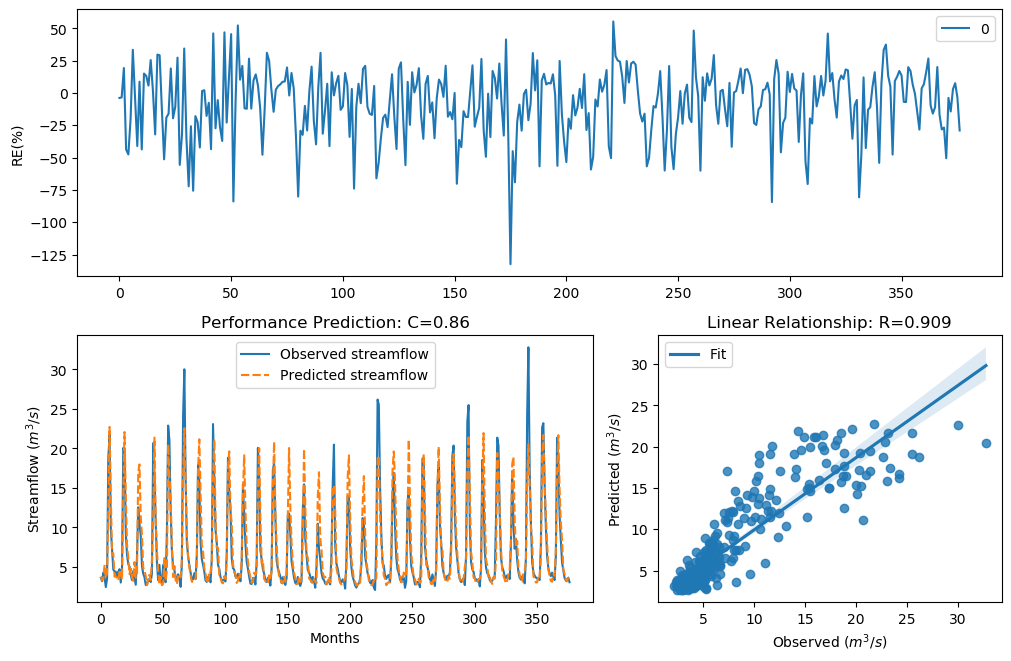 50
25
0
−25
−50
−75
−100
−125
RE(%)
0
0 50 100 150 200 250 300 350
Performance Prediction: C=0.86
Observed streamflow
Predicted streamflow
30
25
20
15
10
5
Streamflow (m³/s)
0 50 100 150 200 250 300 350
Months
Linear Relationship: R=0.909
Fit
30
25
20
15
10
5
Predicted (m³/s)
5 10 15 20 25 30
Observed (m³/s)